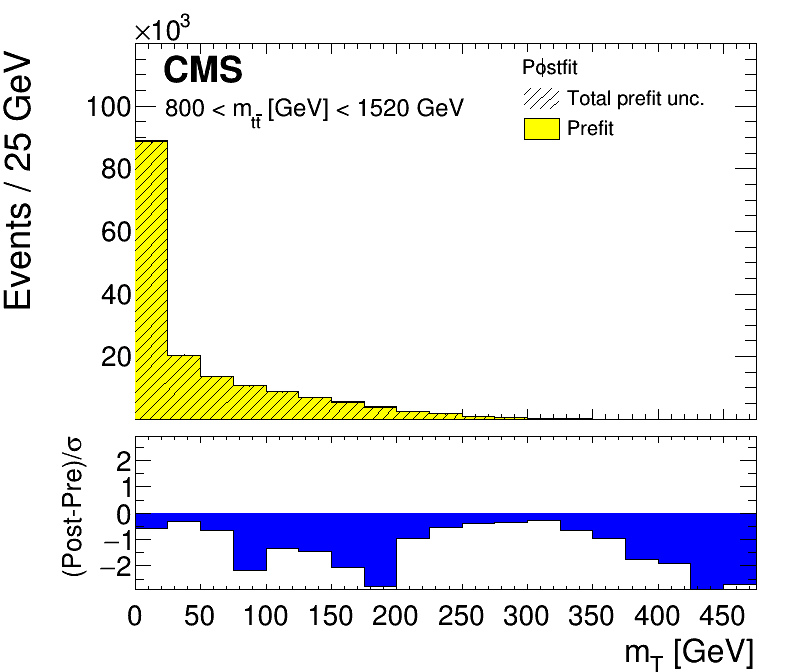 ×10³
Events / 25 GeV
CMS
800 < m_tt̄ [GeV] < 1520 GeV
Postfit
Total prefit unc.
Prefit
100
80
60
40
20
(Post-Pre)/σ
2
1
0
−1
−2
0 50 100 150 200 250 300 350 400 450
m_T [GeV]